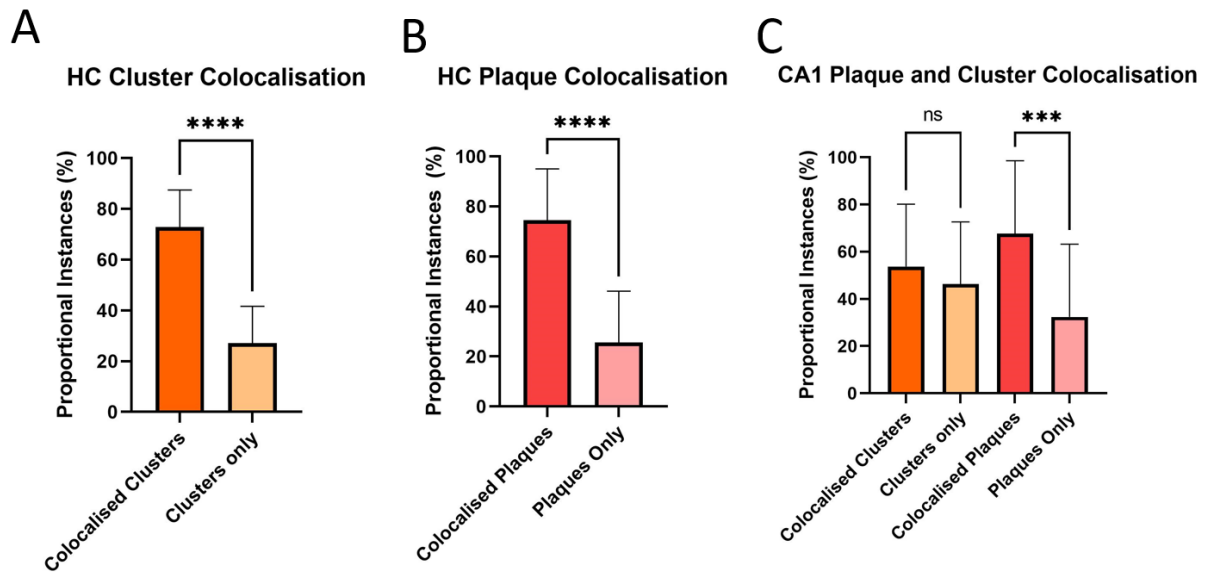 A
HC Cluster Colocalisation
****
Proportional Instances (%)
100
80
60
40
20
0
Colocalised Clusters
Clusters only
B
HC Plaque Colocalisation
****
Proportional Instances (%)
100
80
60
40
20
0
Colocalised Plaques
Plaques Only
C
CA1 Plaque and Cluster Colocalisation
ns
***
Proportional Instances (%)
100
80
60
40
20
0
Colocalised Clusters
Clusters only
Colocalised Plaques
Plaques Only